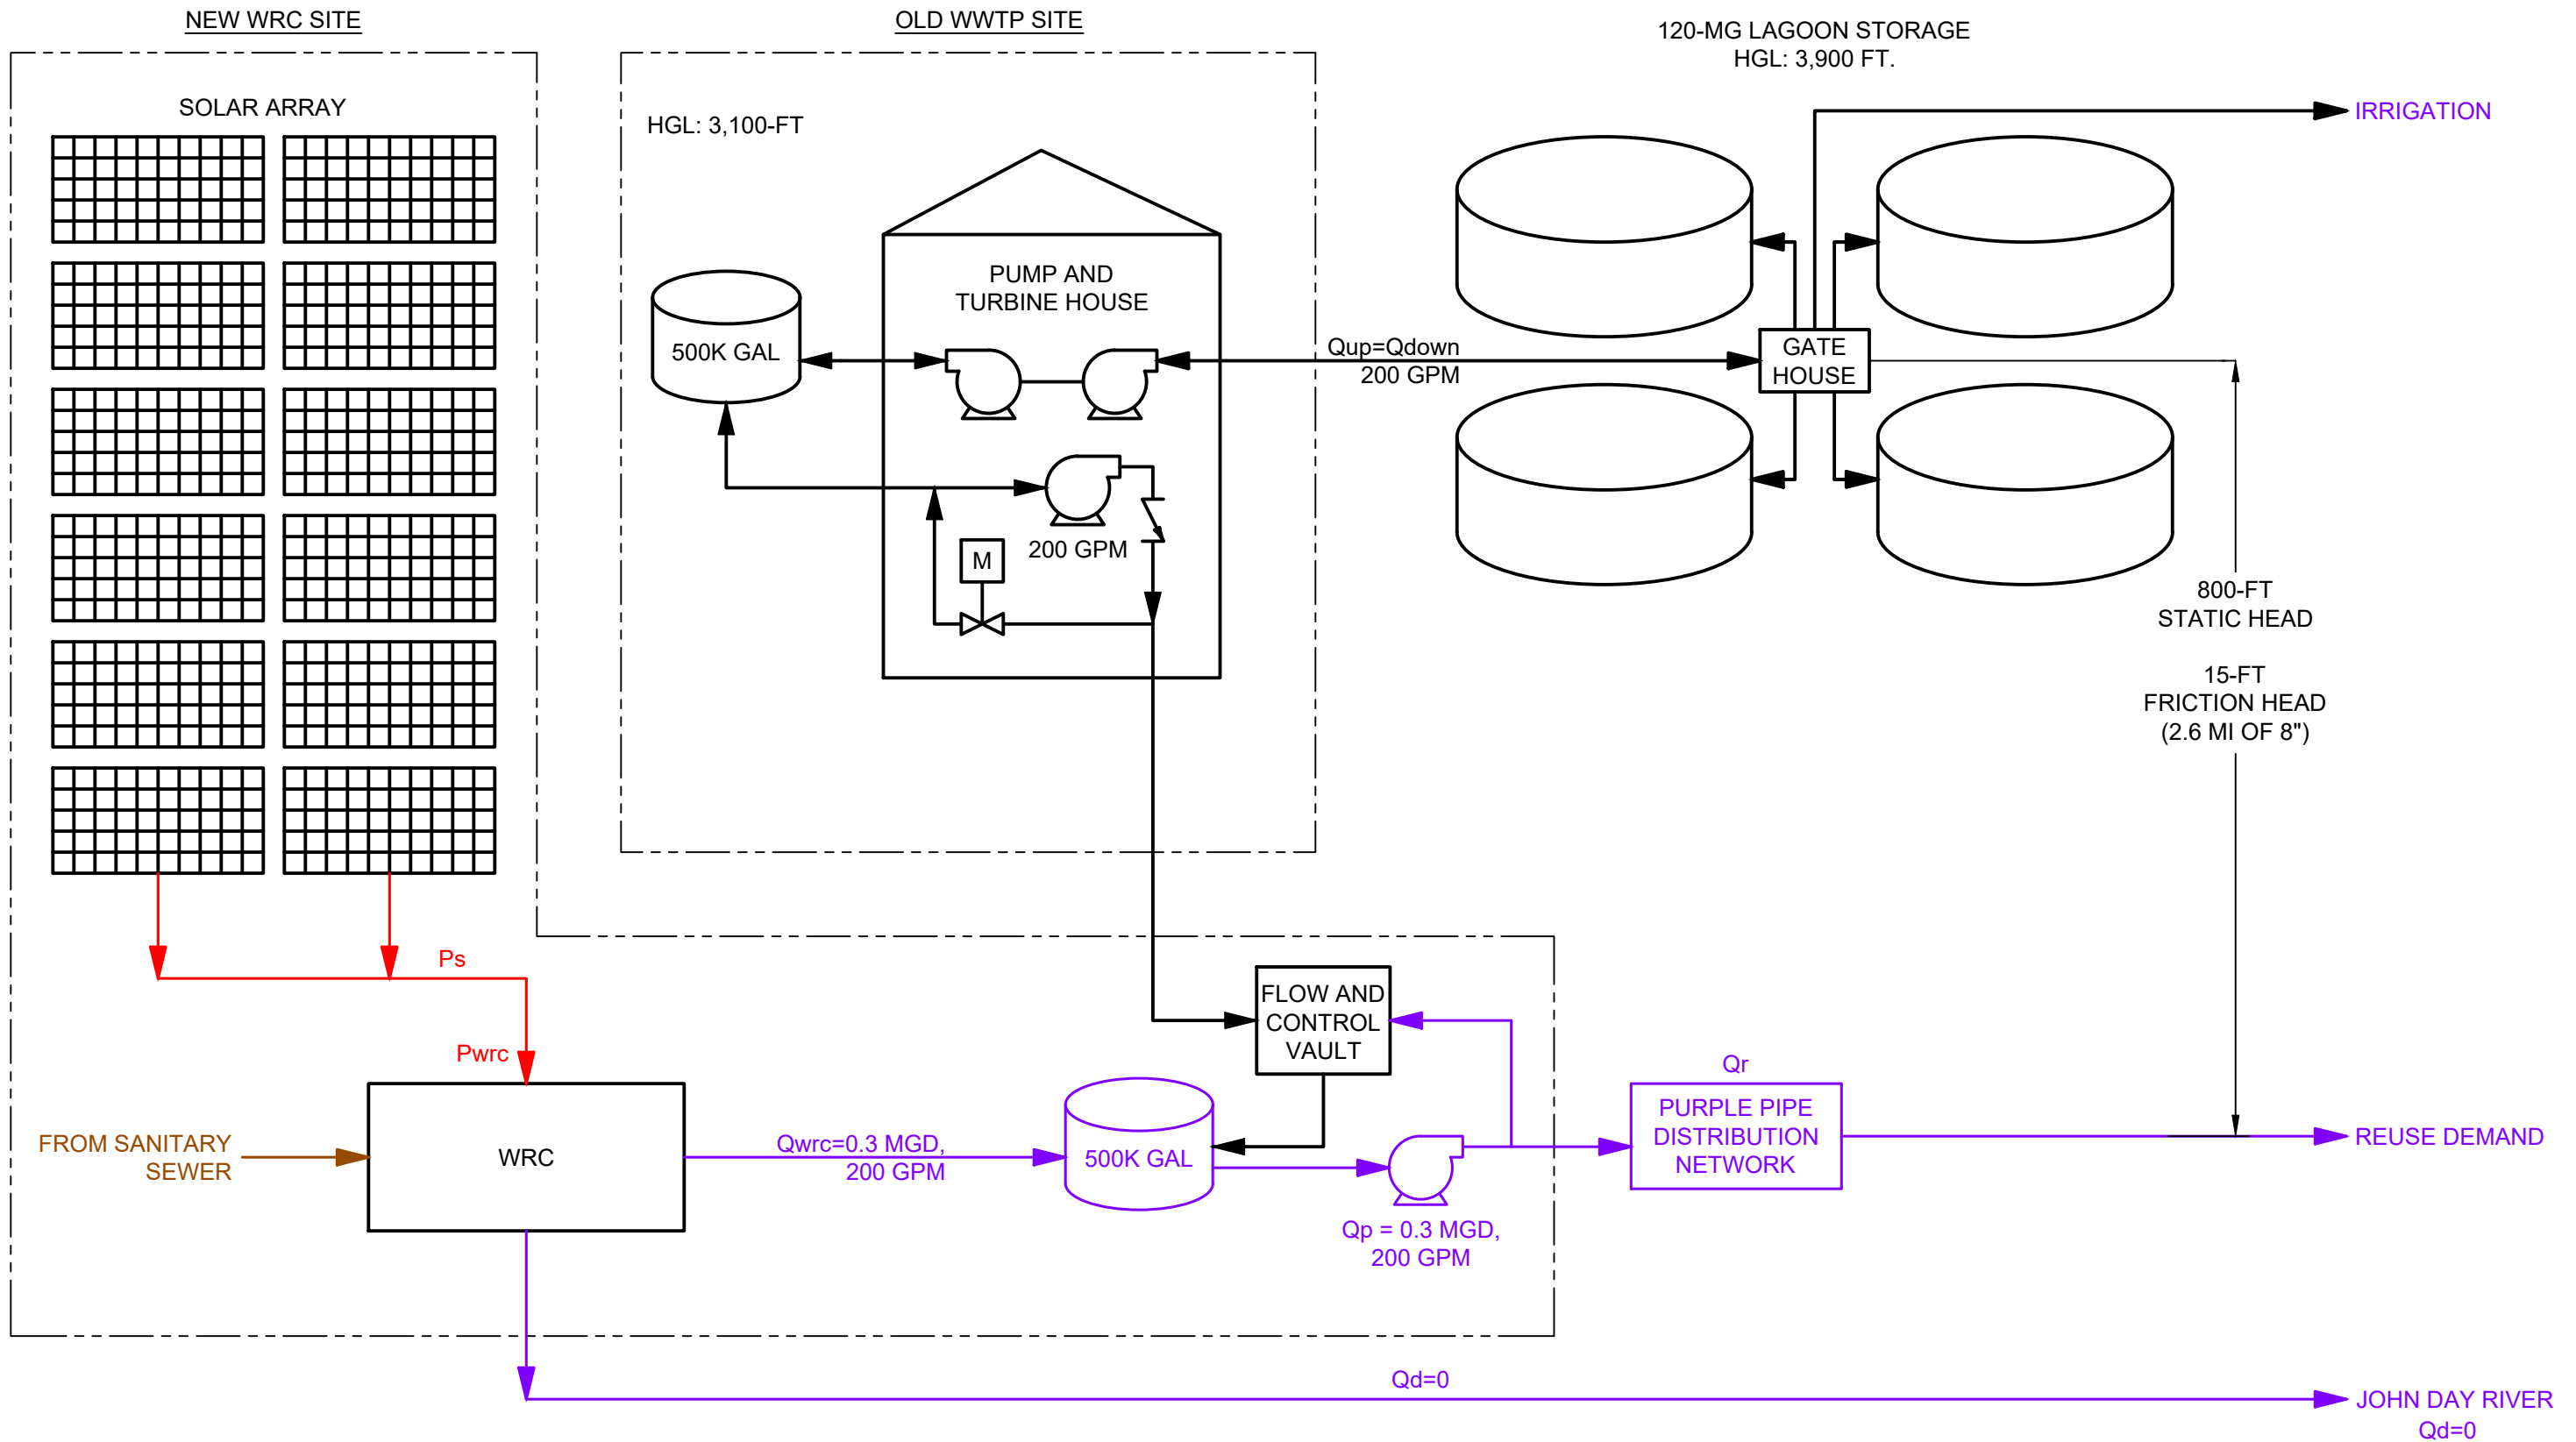 NEW WRC SITE
OLD WWTP SITE
120-MG LAGOON STORAGE
HGL: 3,900 FT.
SOLAR ARRAY
HGL: 3,100-FT
IRRIGATION
PUMP AND
TURBINE HOUSE
500K GAL
Qup=Qdown
200 GPM
GATE
HOUSE
200 GPM
M
800-FT
STATIC HEAD
15-FT
FRICTION HEAD
(2.6 MI OF 8")
Ps
Pwrc
FLOW AND
CONTROL
VAULT
Qr
FROM SANITARY
SEWER
WRC
Qwrc=0.3 MGD,
200 GPM
500K GAL
PURPLE PIPE
DISTRIBUTION
NETWORK
REUSE DEMAND
Qp = 0.3 MGD,
200 GPM
Qd=0
JOHN DAY RIVER
Qd=0